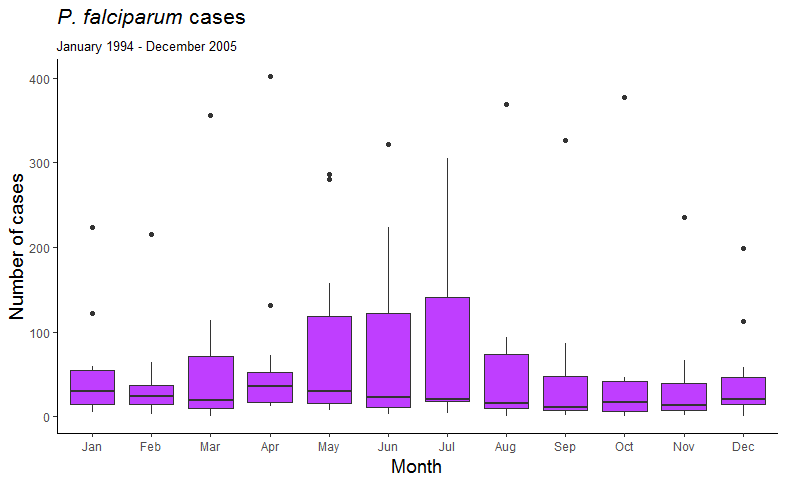 P. falciparum cases
January 1994 - December 2005
Number of cases
400
300
200
100
0
Jan Feb Mar Apr May Jun Jul Aug Sep Oct Nov Dec
Month